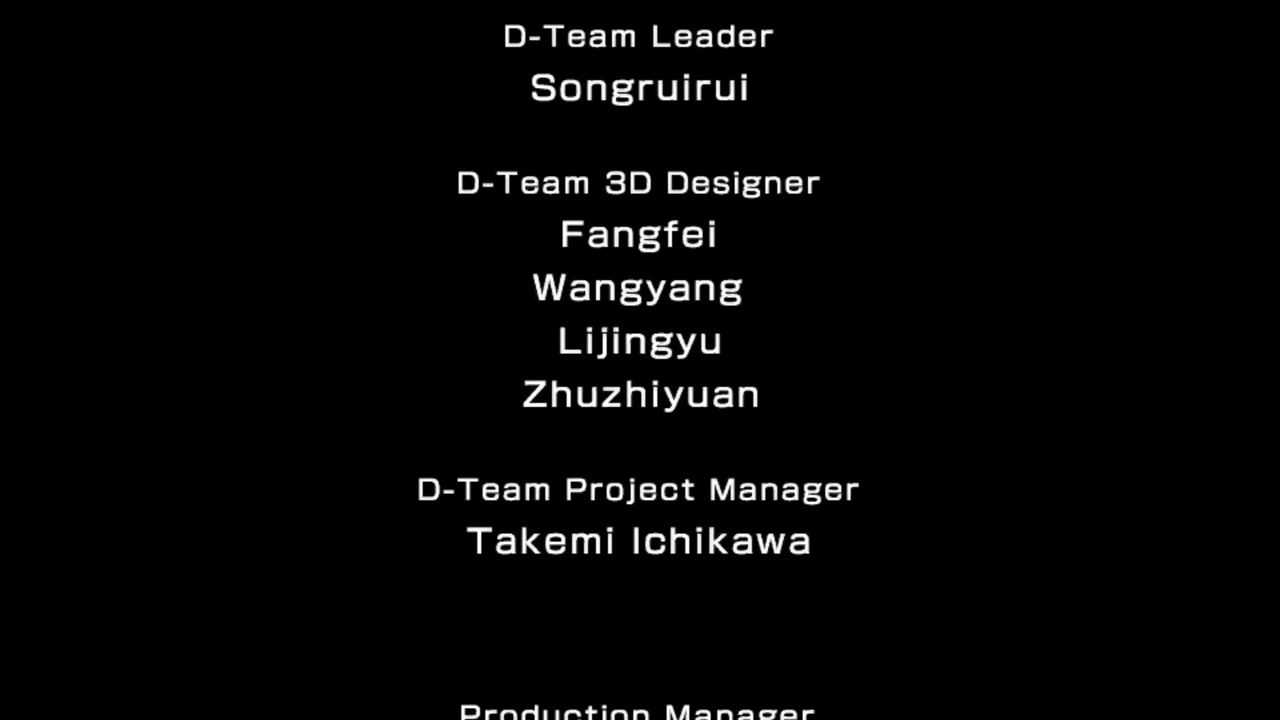 D-Team Leader
Songruirui
D-Team 3D Designer
Fangfei
Wangyang
Lijingyu
Zhuzhiyuan
D-Team Project Manager
Takemi Ichikawa
Production Manager